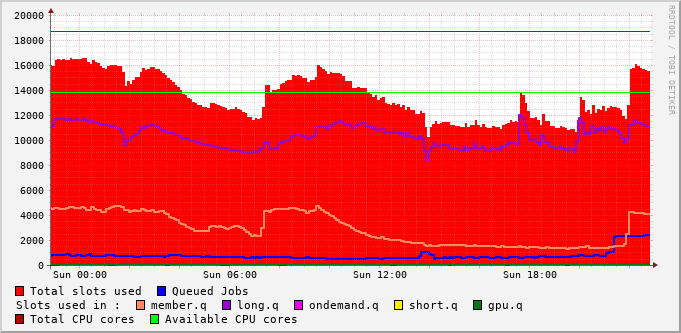 20000
18000
16000
14000
12000
10000
8000
6000
4000
2000
0
Sun 00:00 Sun 06:00 Sun 12:00 Sun 18:00
RRDTOOL / TOBI OETIKER
Total slots used Queued Jobs
Slots used in : member.q long.q ondemand.q short.q gpu.q
Total CPU cores Available CPU cores